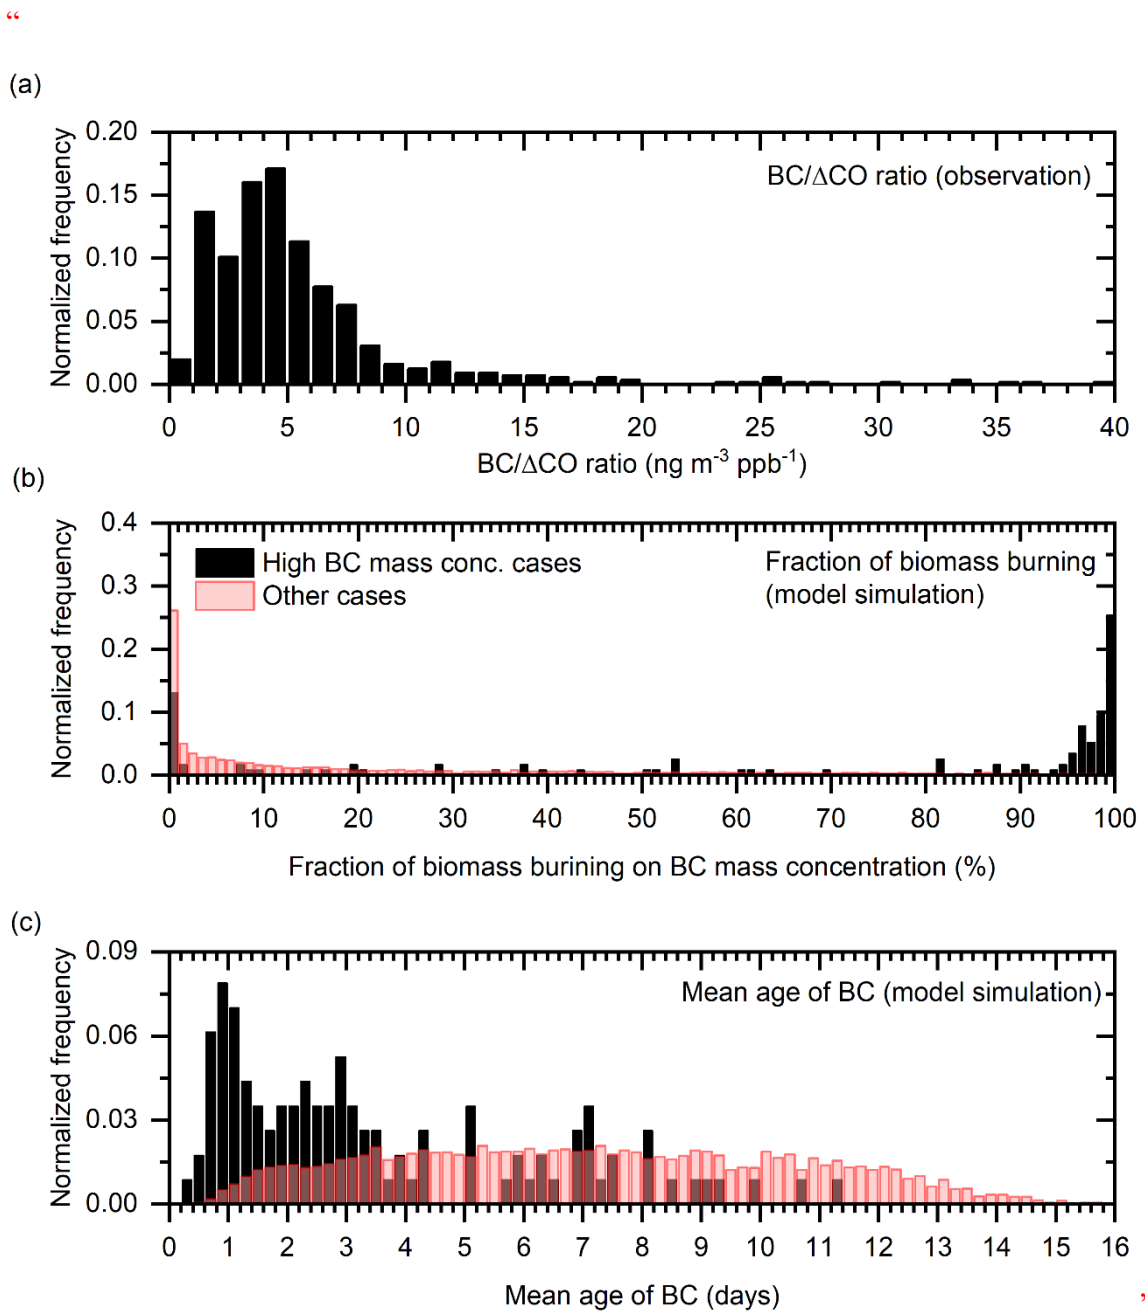 “
(a)
0.20
0.15
0.10
0.05
0.00
Normalized frequency
BC/ΔCO ratio (observation)
0 5 10 15 20 25 30 35 40
BC/ΔCO ratio (ng m⁻³ ppb⁻¹)
(b)
0.4
0.3
0.2
0.1
0.0
Normalized frequency
High BC mass conc. cases
Other cases
Fraction of biomass burning
(model simulation)
0 10 20 30 40 50 60 70 80 90 100
Fraction of biomass burining on BC mass concentration (%)
(c)
0.09
0.06
0.03
0.00
Normalized frequency
Mean age of BC (model simulation)
0 1 2 3 4 5 6 7 8 9 10 11 12 13 14 15 16
Mean age of BC (days)
”